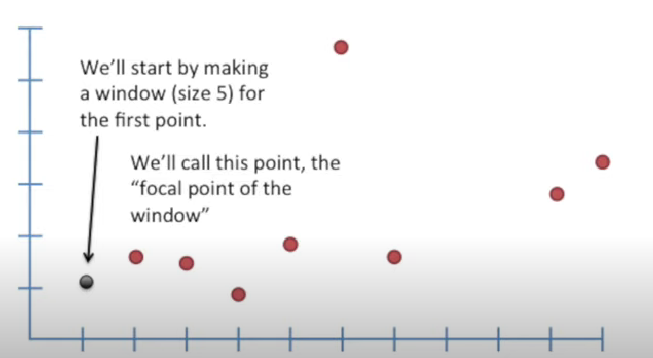 We'll start by making
a window (size 5) for
the first point.
We'll call this point, the
“focal point of the
window”